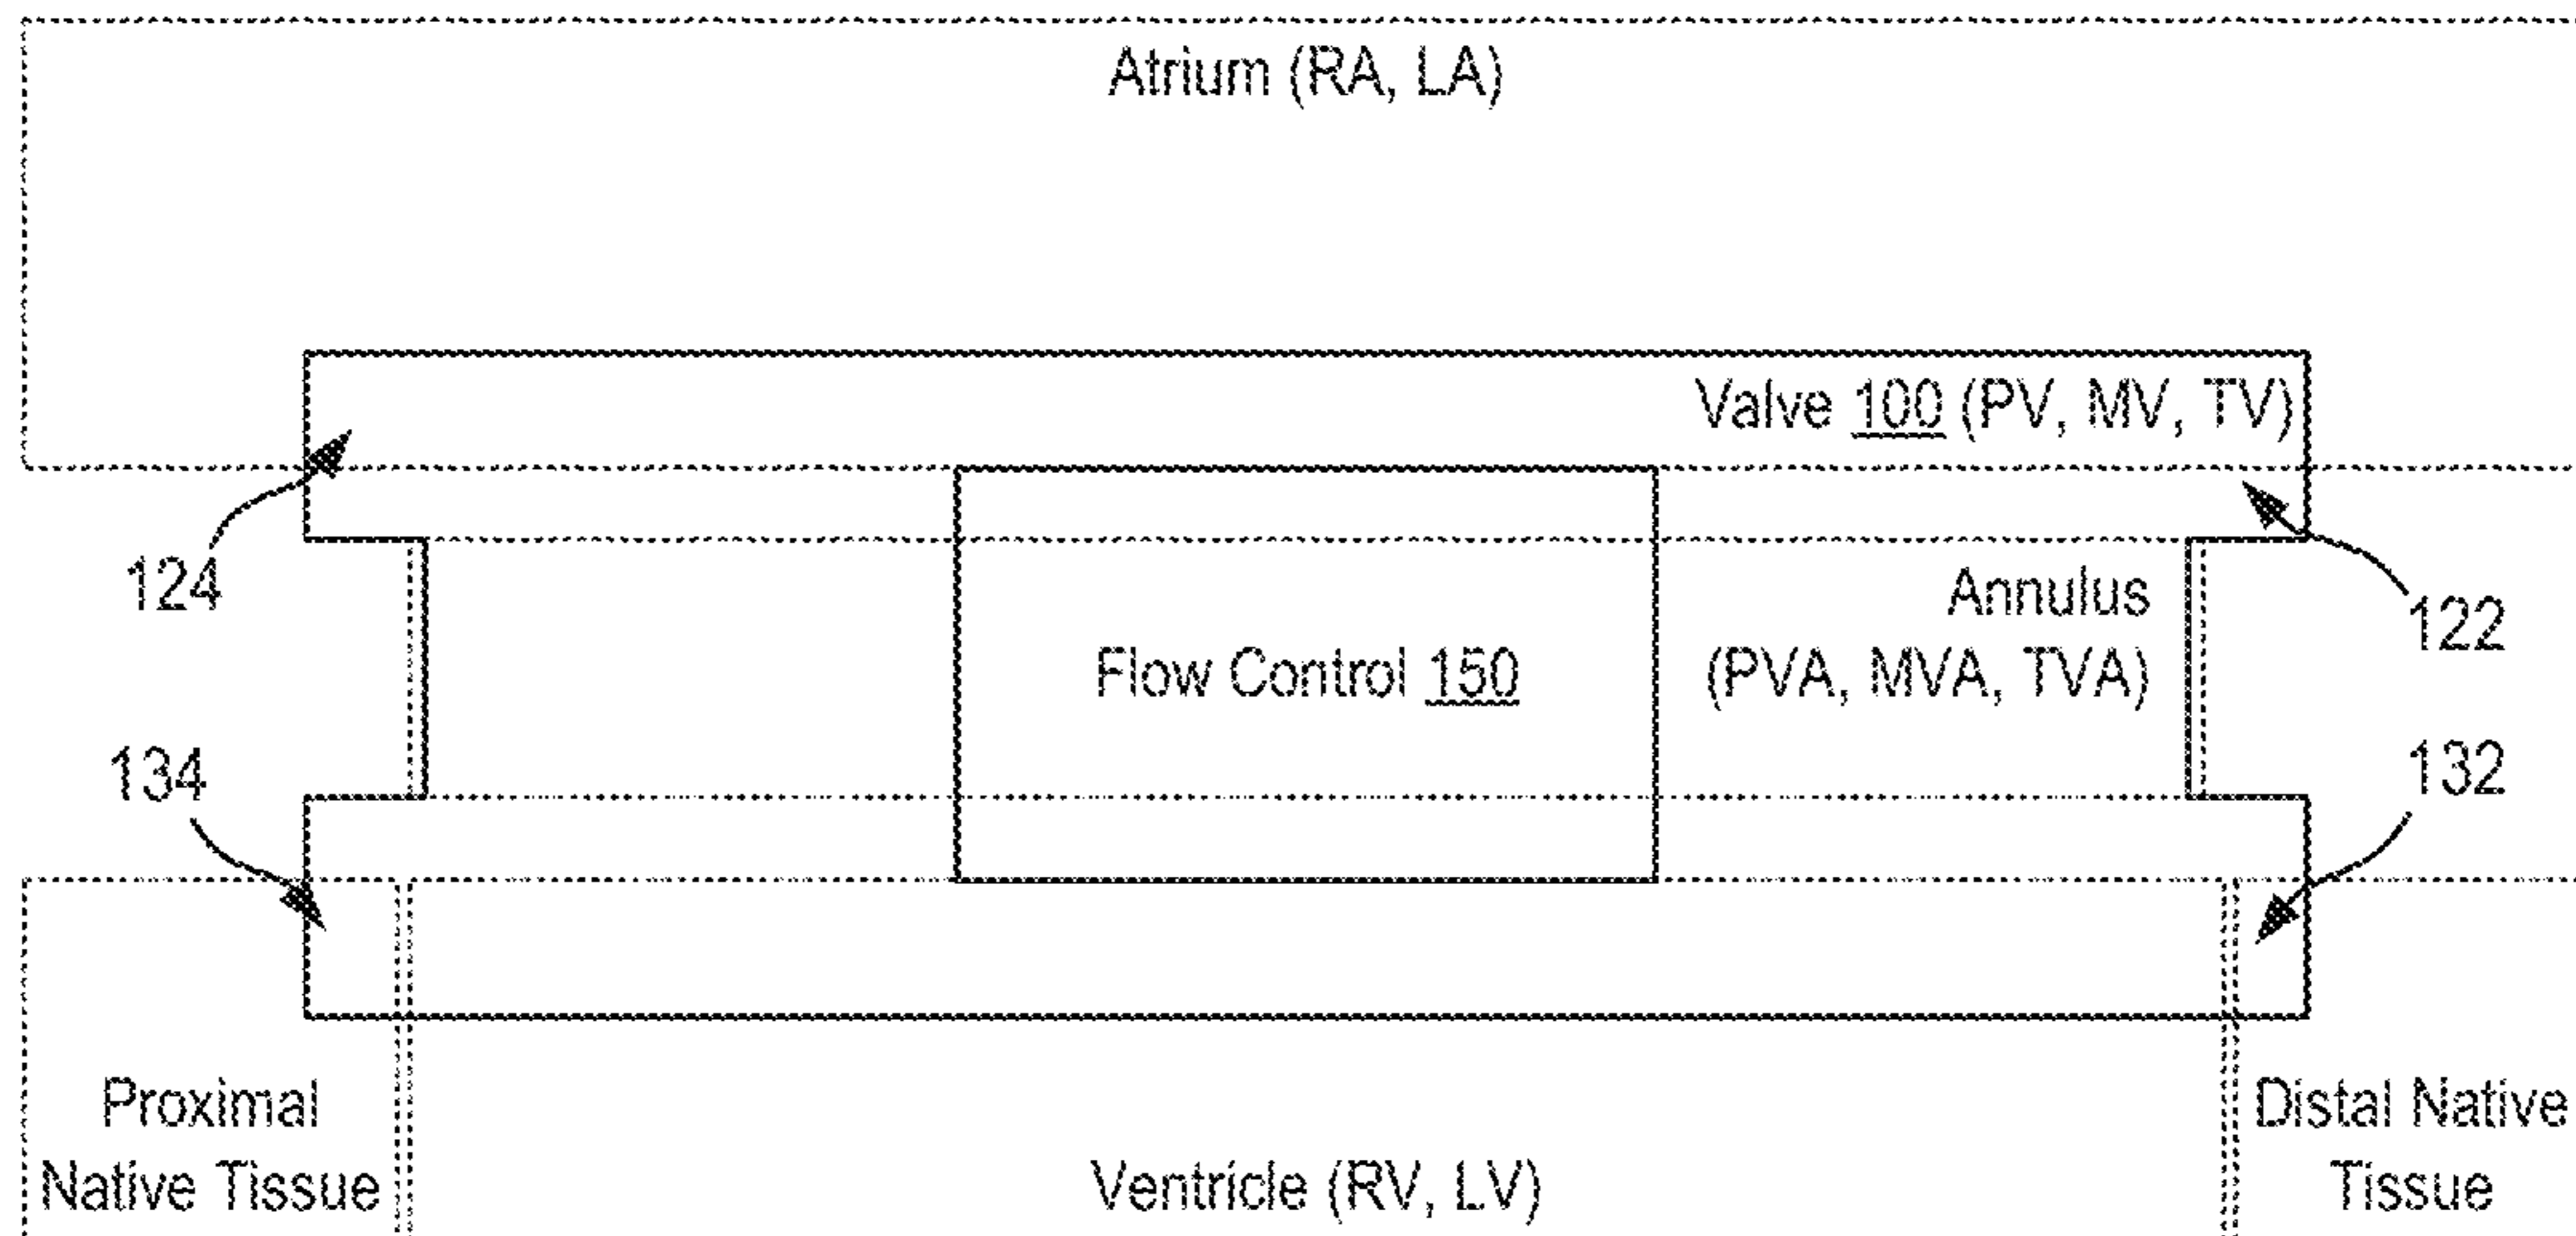 Atrium (RA, LA)
Valve 100 (PV, MV, TV)
124
Annulus
(PVA, MVA, TVA)
122
Flow Control 150
134
132
Proximal
Native Tissue
Ventricle (RV, LV)
Distal Native
Tissue